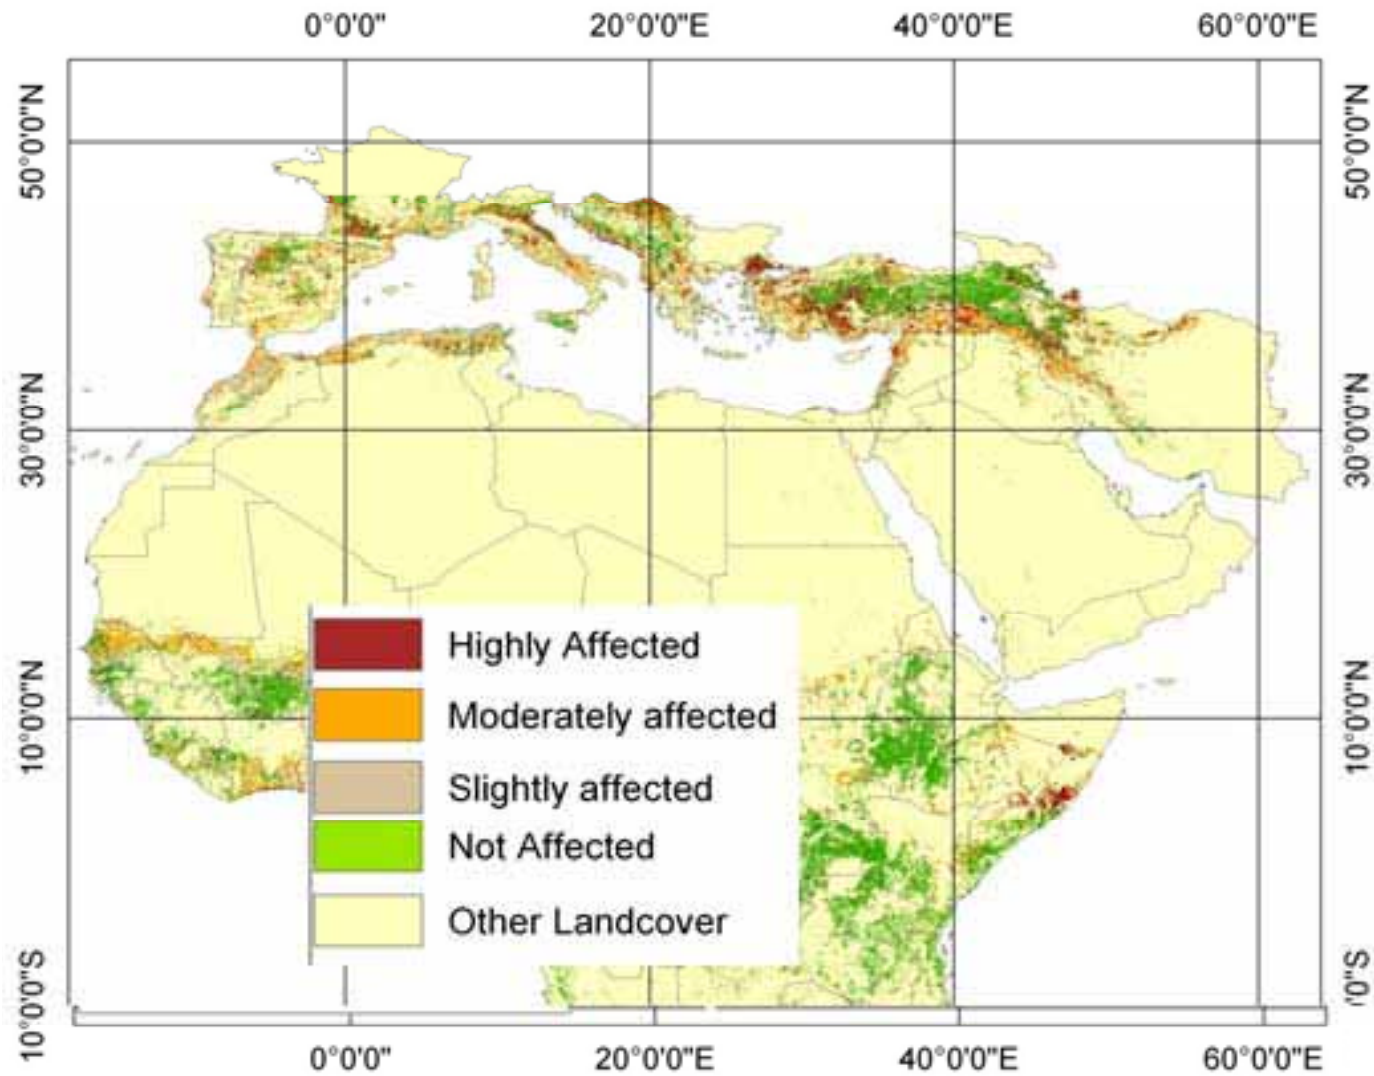 0°0'0" 20°0'0"E 40°0'0"E 60°0'0"E
50°0'0"N
50°0'0"N
30°0'0"N
30°0'0"N
10°0'0"N
10°0'0"N
10°0'0"S
'0"S
Highly Affected
Moderately affected
Slightly affected
Not Affected
Other Landcover
0°0'0" 20°0'0"E 40°0'0"E 60°0'0"E